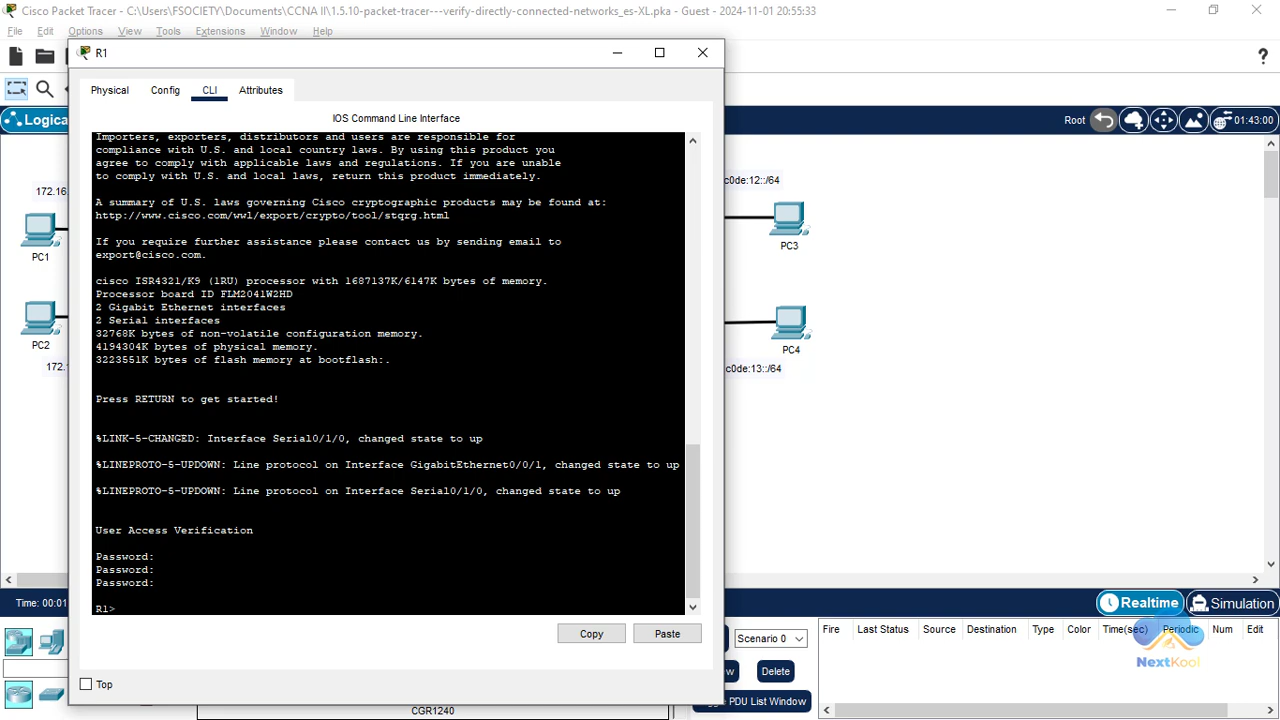 Cisco Packet Tracer - C:\Users\FSOCIETY\Documents\CCNA II\1.5.10-packet-tracer---verify-directly-connected-networks_es-XL.pka - Guest - 2024-11-01 20:55:33
File Edit Options View Tools Extensions Window Help
R1
Physical Config CLI Attributes
Logica
Root
01:43:00
IOS Command Line Interface
Importers, exporters, distributors and users are responsible for
compliance with U.S. and local country laws. By using this product you
agree to comply with applicable laws and regulations. If you are unable
to comply with U.S. and local laws, return this product immediately.
A summary of U.S. laws governing Cisco cryptographic products may be found at:
http://www.cisco.com/wwl/export/crypto/tool/stqrg.html
If you require further assistance please contact us by sending email to
export@cisco.com.
cisco ISR4321/K9 (1RU) processor with 1687137K/6147K bytes of memory.
Processor board ID FLM2041W2HD
2 Gigabit Ethernet interfaces
2 Serial interfaces
32768K bytes of non-volatile configuration memory.
4194304K bytes of physical memory.
3223551K bytes of flash memory at bootflash:.
Press RETURN to get started!
%LINK-5-CHANGED: Interface Serial0/1/0, changed state to up
%LINEPROTO-5-UPDOWN: Line protocol on Interface GigabitEthernet0/0/1, changed state to up
%LINEPROTO-5-UPDOWN: Line protocol on Interface Serial0/1/0, changed state to up
User Access Verification
Password:
Password:
Password:
R1>
Copy Paste
Top
172.16
PC1
PC2
172.
c0de:12::/64
PC3
PC4
c0de:13::/64
Time: 00:01
Realtime Simulation
Scenario 0
Fire Last Status Source Destination Type Color Time(sec) Periodic Num Edit
Delete
PDU List Window
NextKool
CGR1240